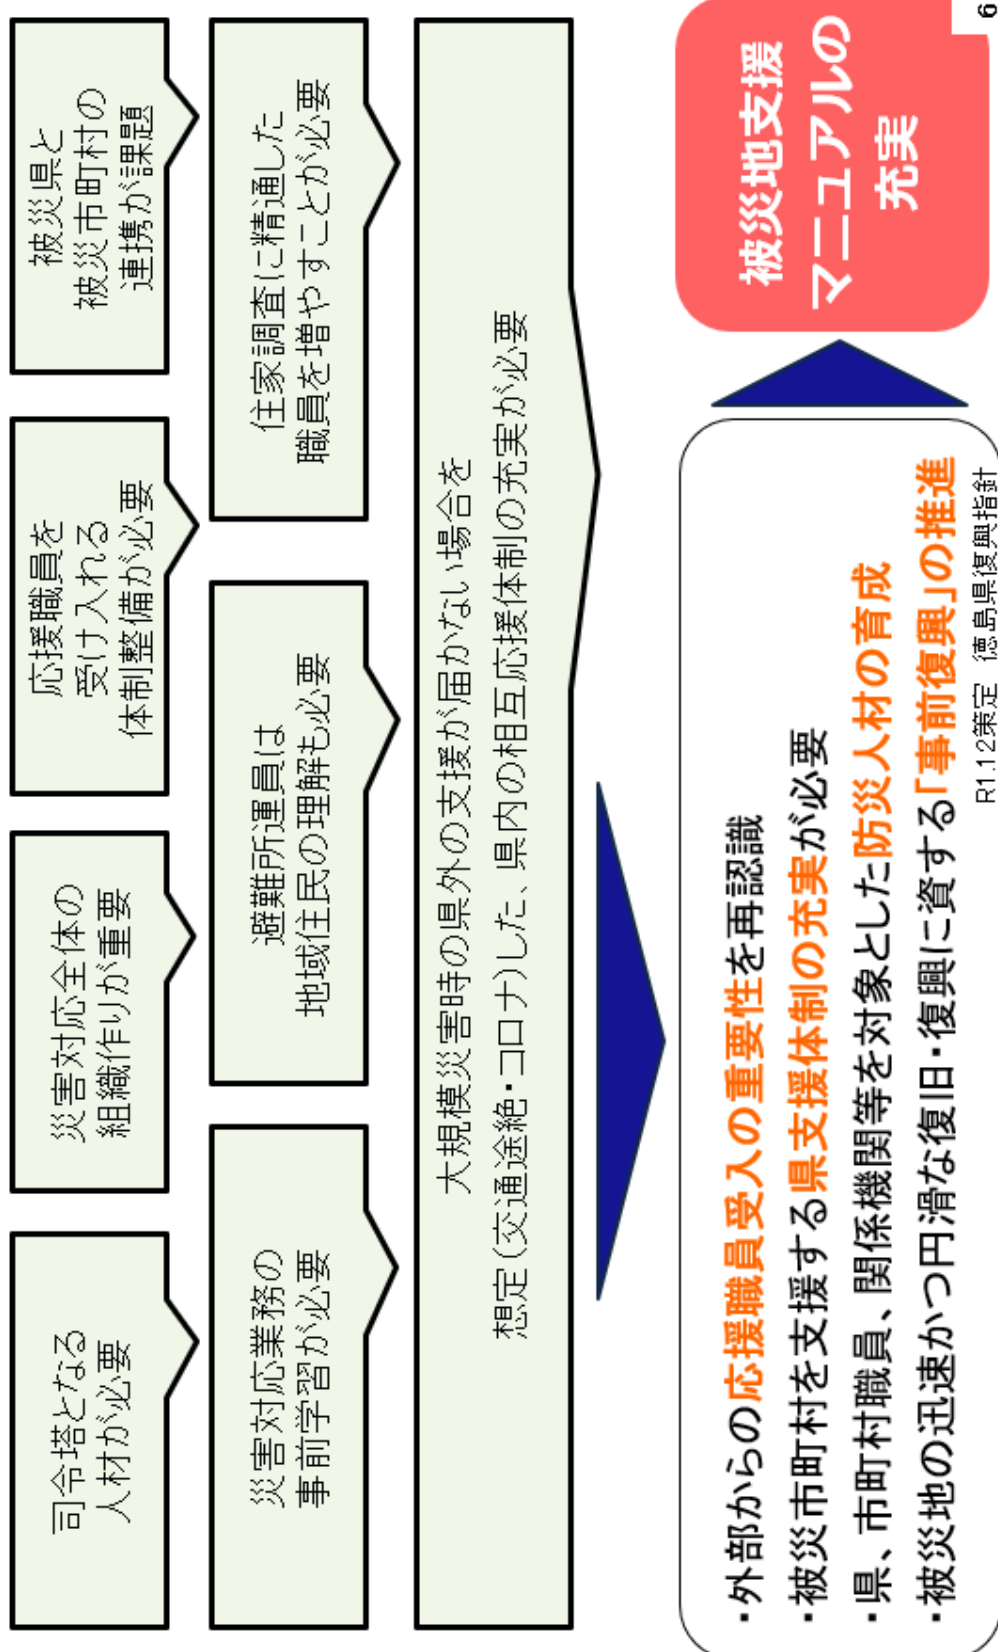 司令塔となる
人材が必要
災害対応全体の
組織作りが重要
応援職員を
受け入れる
体制整備が必要
被災県と
被災市町村の
連携が課題
災害対応業務の
事前学習が必要
避難所運員は
地域住民の理解も必要
住家調査に精通した
職員を増やすことが必要
大規模災害時の県外の支援が届かない場合を
想定(交通途絶・コロナ)した、県内の相互応援体制の充実が必要
・外部からの応援職員受入の重要性を再認識
・被災市町村を支援する県支援体制の充実が必要
・県、市町村職員、関係機関等を対象とした防災人材の育成
・被災地の迅速かつ円滑な復旧・復興に資する「事前復興」の推進
R1.12策定 徳島県復興指針
被災地支援
マニュアルの
充実
6